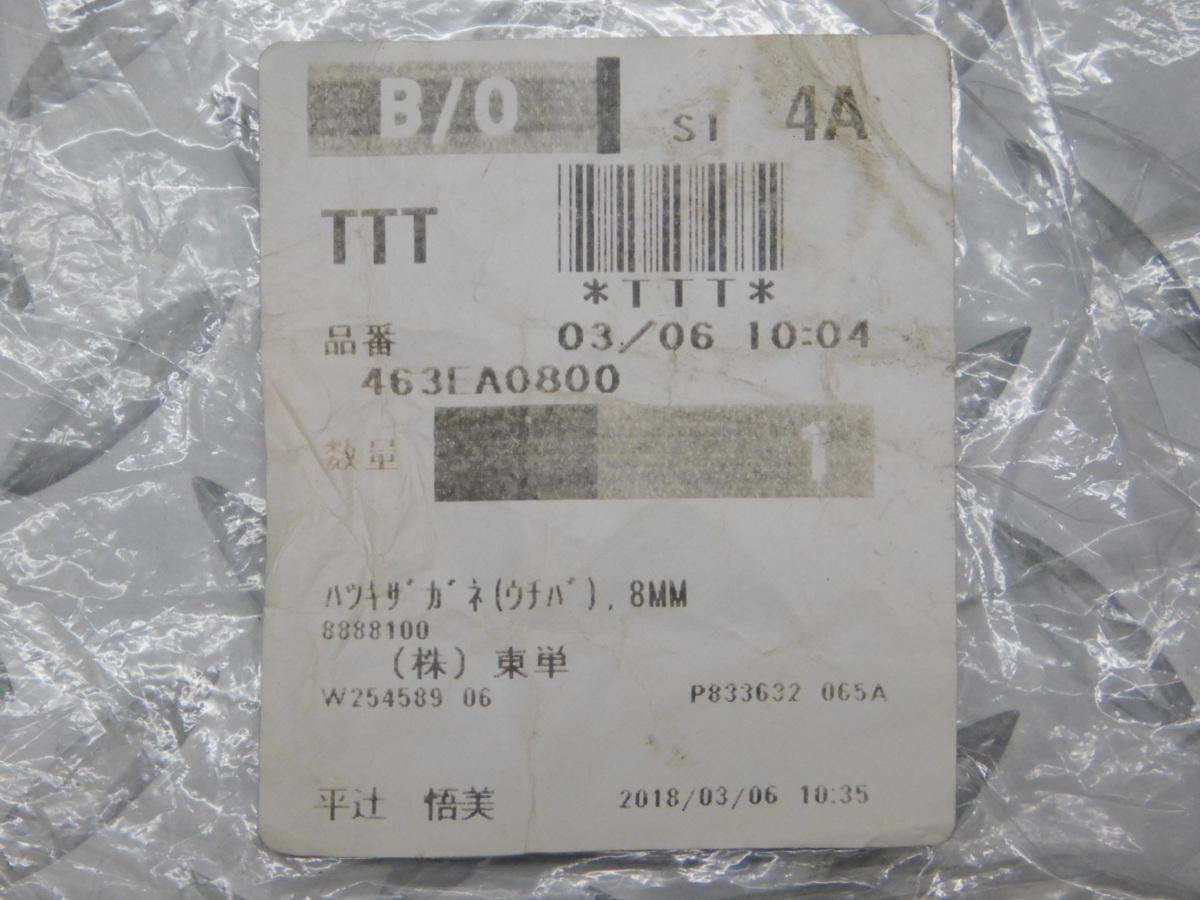 B/O SI 4A
TTT
*TTT*
品番 03/06 10:04
463EA0800
数量 1
ﾊﾂｷｻﾞｶﾞﾈ(ｳﾁﾊﾞ), 8MM
8888100
(株) 東単
W254589 06 P833632 065A
平辻 悟美 2018/03/06 10:35